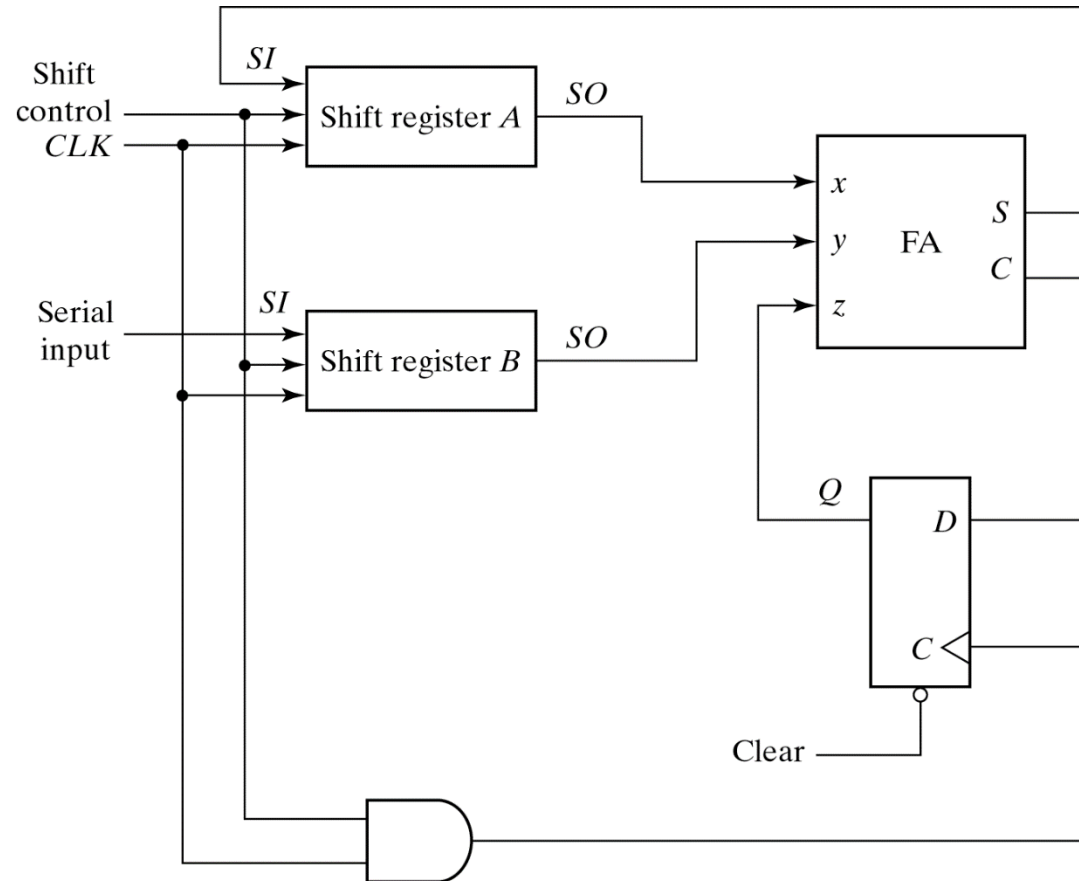 SI
Shift
control
CLK
Shift register A
SO
x
y
z
FA
S
C
Serial
input
SI
Shift register B
SO
Q
D
C
Clear